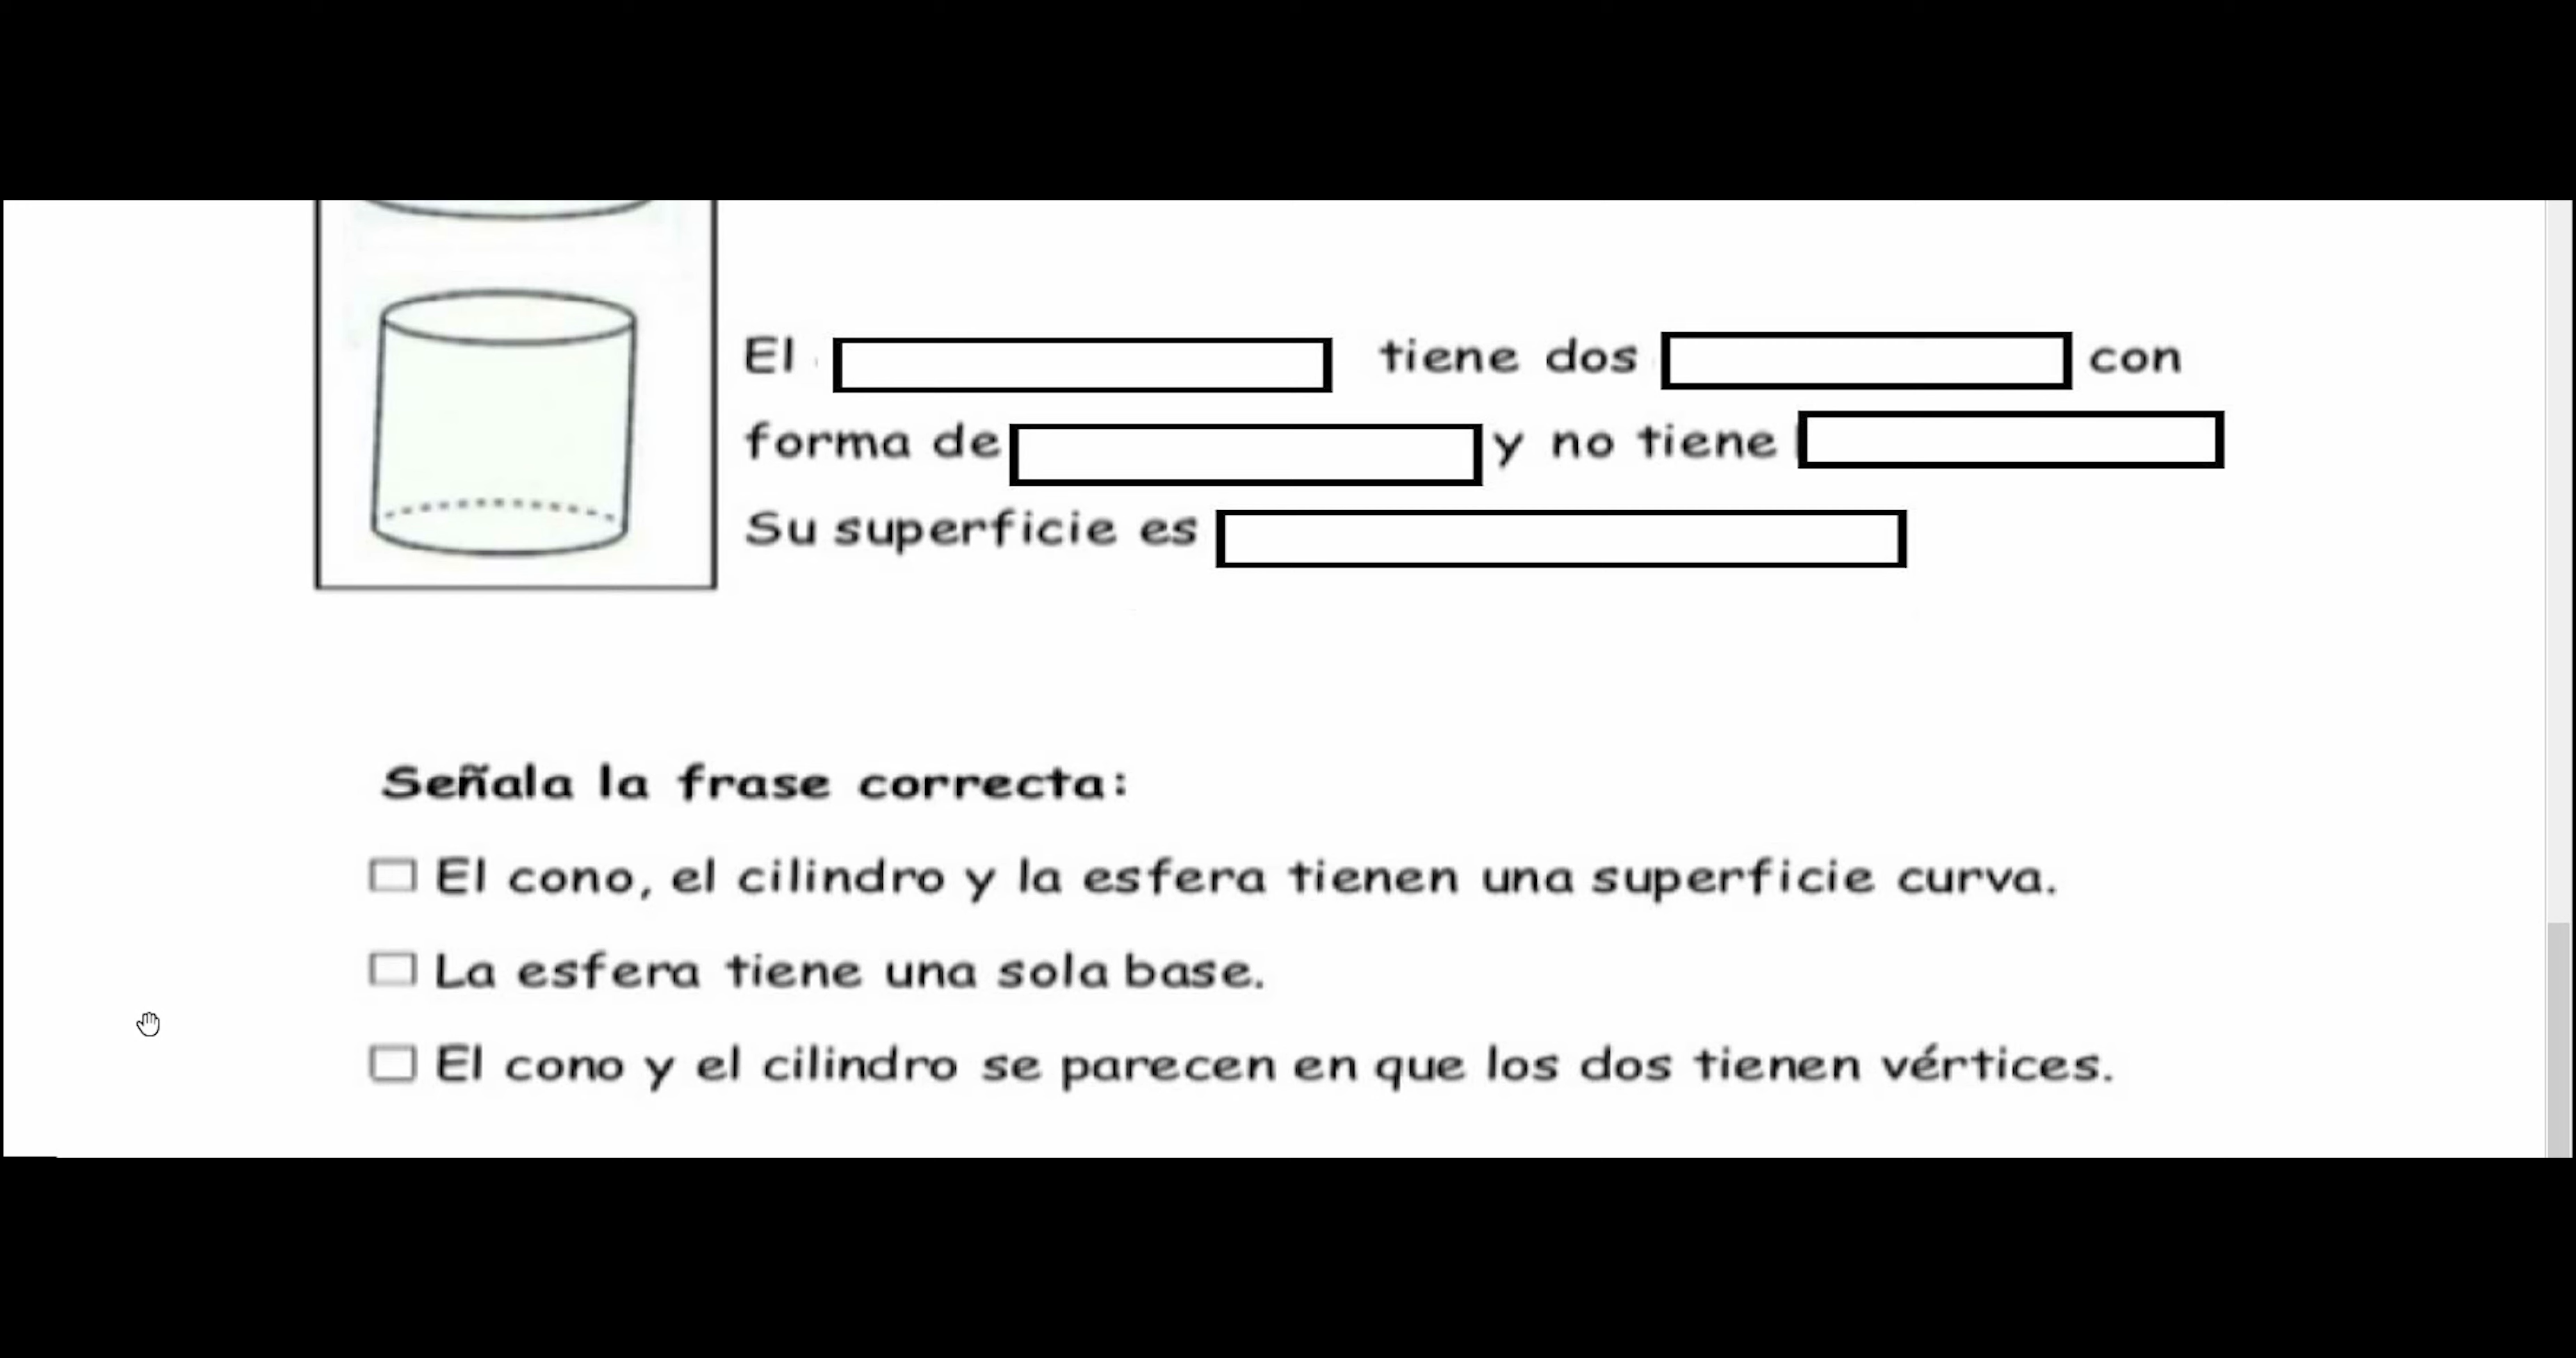 El tiene dos con
forma de y no tiene
Su superficie es
Señala la frase correcta:
El cono, el cilindro y la esfera tienen una superficie curva.
La esfera tiene una sola base.
El cono y el cilindro se parecen en que los dos tienen vértices.